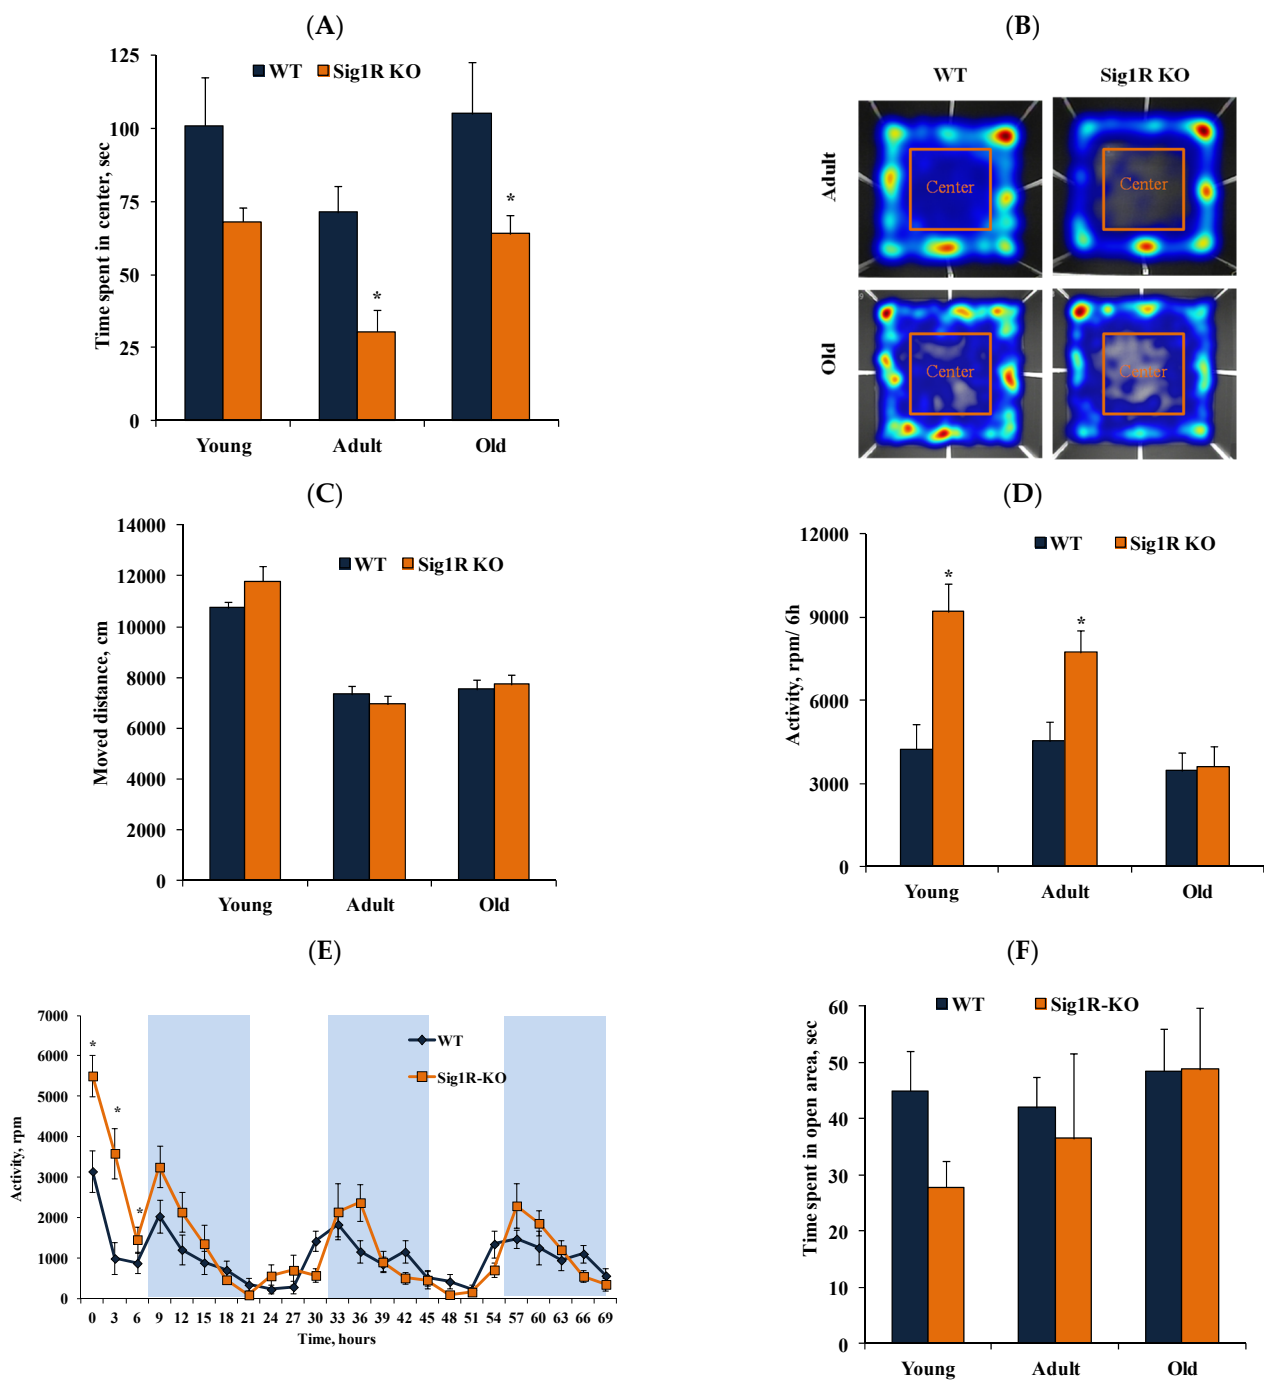 (A)
125
100
75
50
25
0
Time spent in center, sec
WT
Sig1R KO
*
*
Young Adult Old
(B)
WT Sig1R KO
Adult
Center
Center
Old
Center
Center
(C)
14000
12000
10000
8000
6000
4000
2000
0
Moved distance, cm
WT
Sig1R KO
Young Adult Old
(D)
12000
9000
6000
3000
0
Activity, rpm/ 6h
WT
Sig1R KO
*
*
Young Adult Old
(E)
7000
6000
5000
4000
3000
2000
1000
0
Activity, rpm
WT
Sig1R-KO
*
*
*
0 3 6 9 12 15 18 21 24 27 30 33 36 39 42 45 48 51 54 57 60 63 66 69
Time, hours
(F)
60
50
40
30
20
10
0
Time spent in open area, sec
WT
Sig1R-KO
Young Adult Old